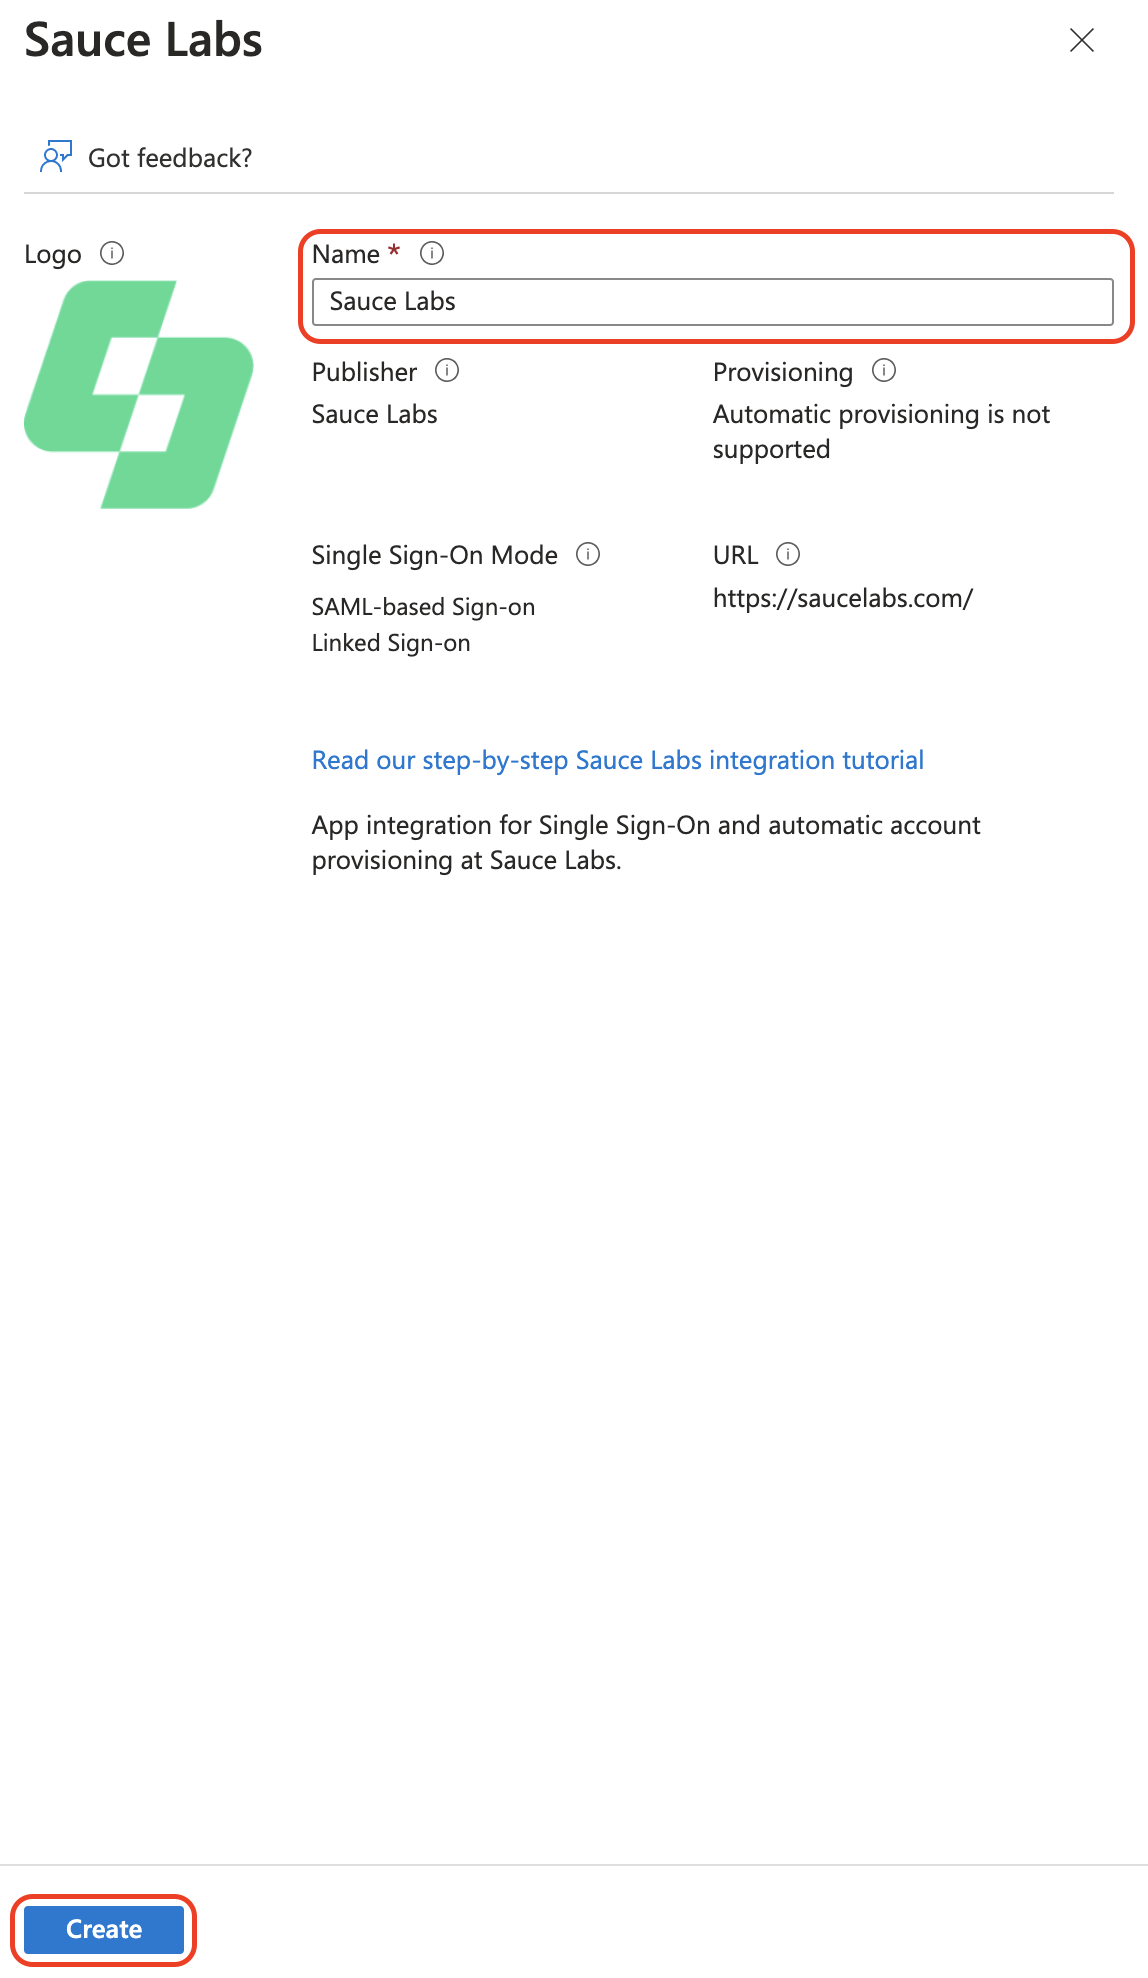 Sauce Labs
Got feedback?
Logo
Name *
Sauce Labs
Publisher
Sauce Labs
Provisioning
Automatic provisioning is not
supported
Single Sign-On Mode
SAML-based Sign-on
Linked Sign-on
URL
https://saucelabs.com/
Read our step-by-step Sauce Labs integration tutorial
App integration for Single Sign-On and automatic account
provisioning at Sauce Labs.
Create